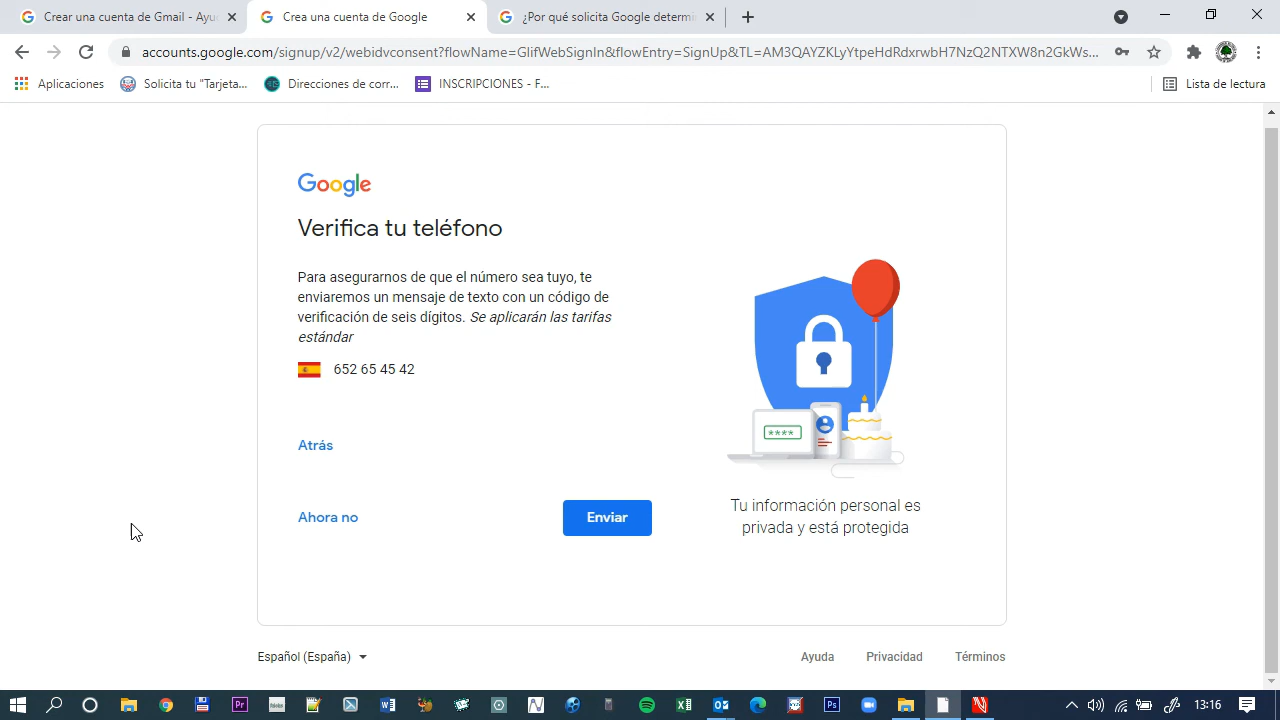 Crear una cuenta de Gmail - Ayu
Crea una cuenta de Google
¿Por qué solicita Google determi
accounts.google.com/signup/v2/webidvconsent?flowName=GlifWebSignIn&flowEntry=SignUp&TL=AM3QAYZKLyYtpeHdRdxrwbH7NzQ2NTXW8n2GkWs...
Aplicaciones
Solicita tu "Tarjeta...
Direcciones de corr...
INSCRIPCIONES - F...
Lista de lectura
Google
Verifica tu teléfono
Para asegurarnos de que el número sea tuyo, te
enviaremos un mensaje de texto con un código de
verificación de seis dígitos. Se aplicarán las tarifas
estándar
652 65 45 42
Atrás
Ahora no
Enviar
****
Tu información personal es
privada y está protegida
Español (España)
Ayuda
Privacidad
Términos
Pr
Ps
13:16